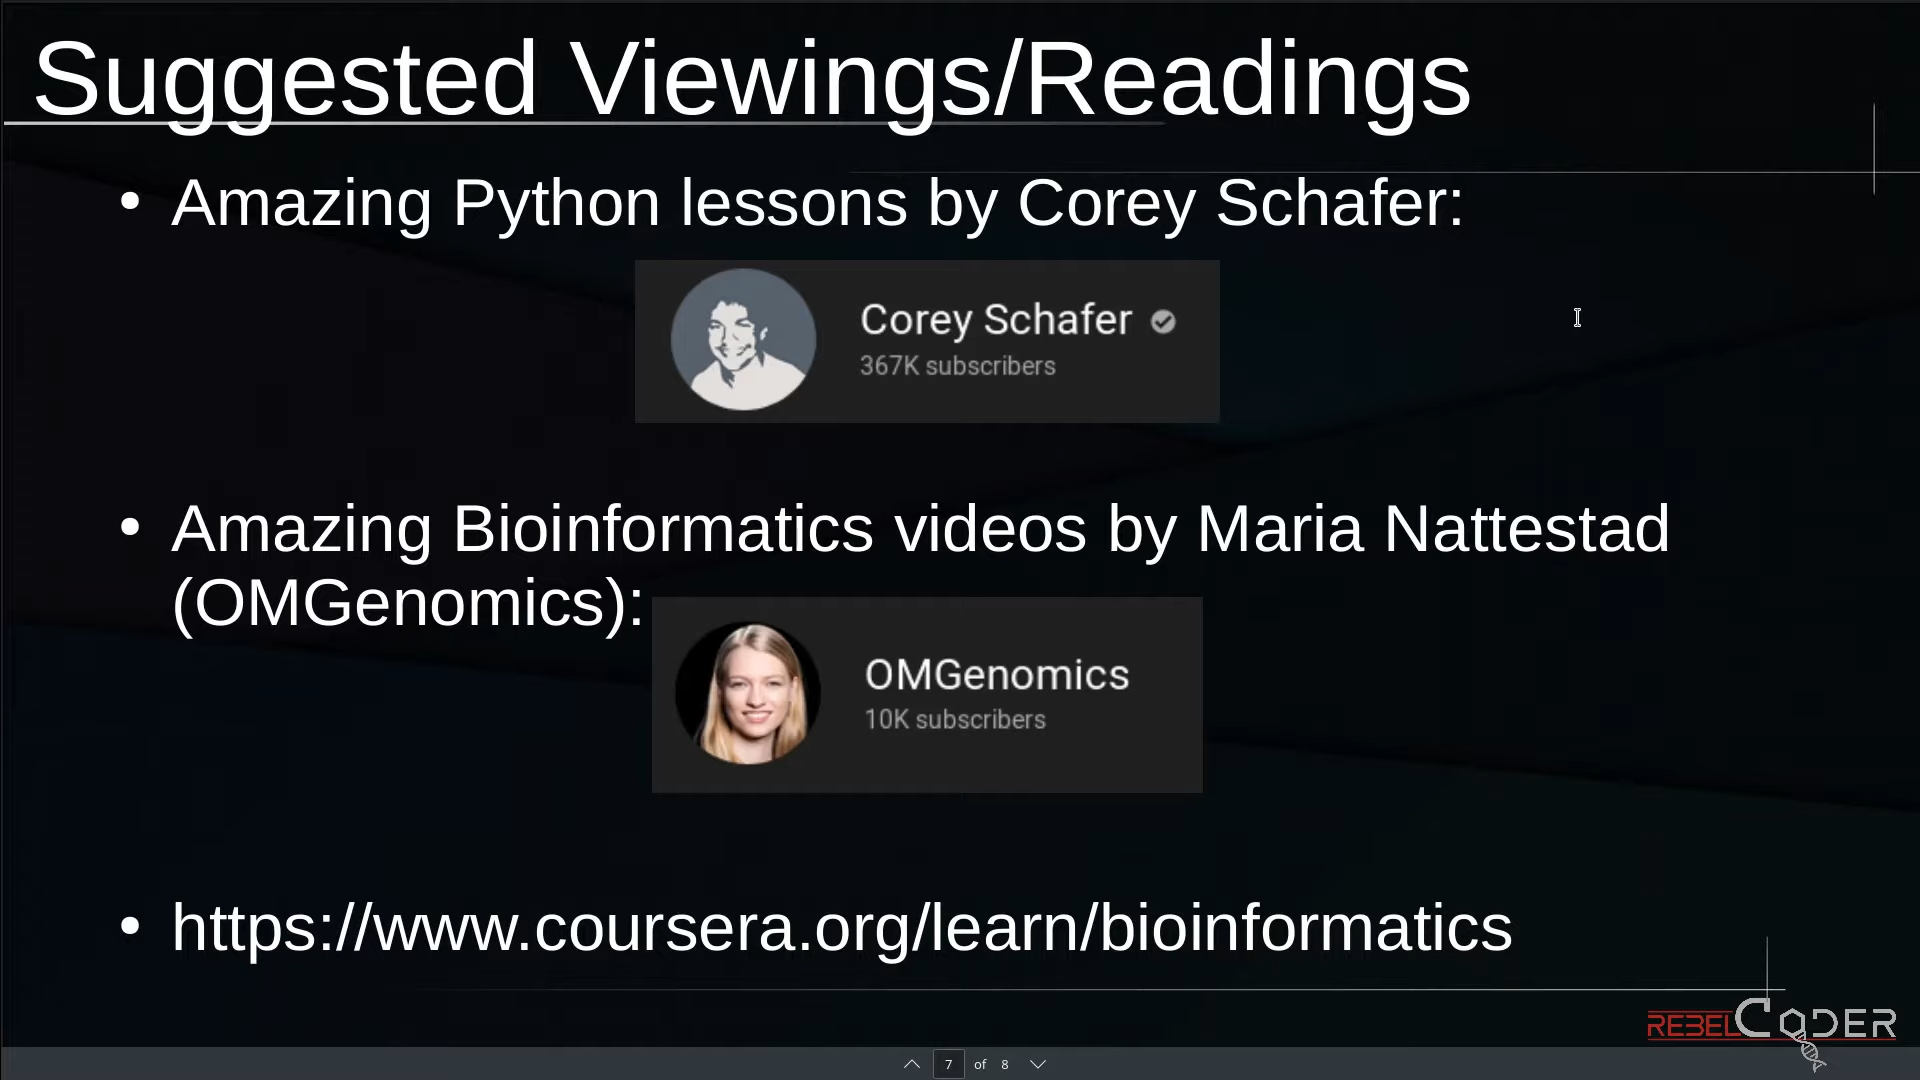 Suggested Viewings/Readings
• Amazing Python lessons by Corey Schafer:
Corey Schafer
367K subscribers
• Amazing Bioinformatics videos by Maria Nattestad
(OMGenomics):
OMGenomics
10K subscribers
• https://www.coursera.org/learn/bioinformatics
REBELCODER
7 of 8